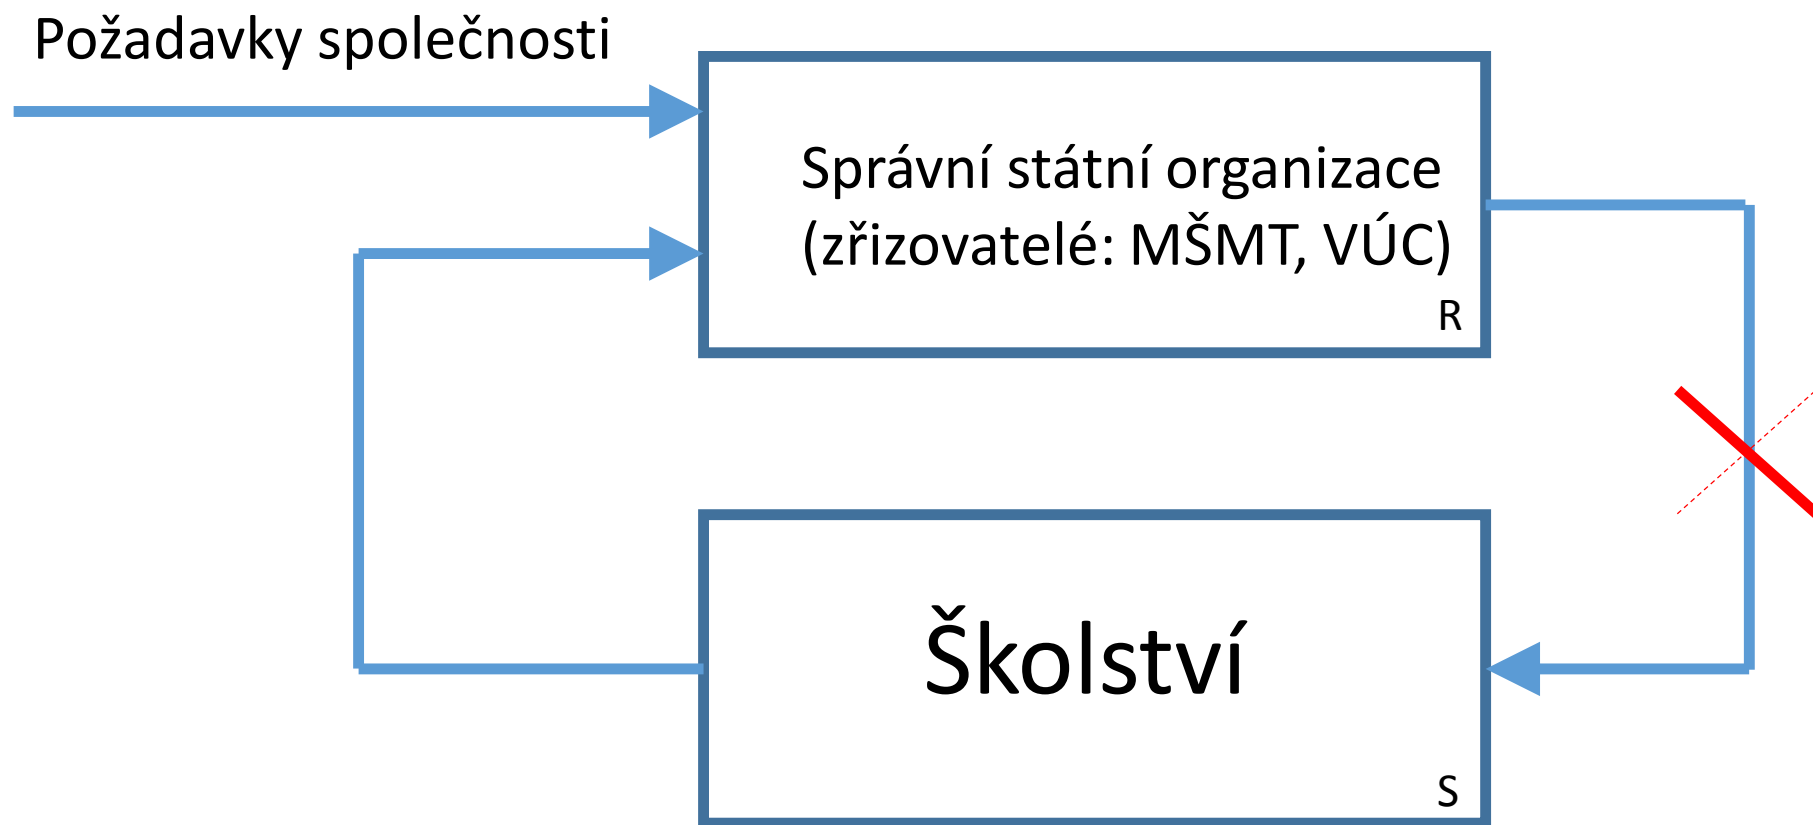 Požadavky společnosti
Správní státní organizace
(zřizovatelé: MŠMT, VÚC)
R
Školství
S